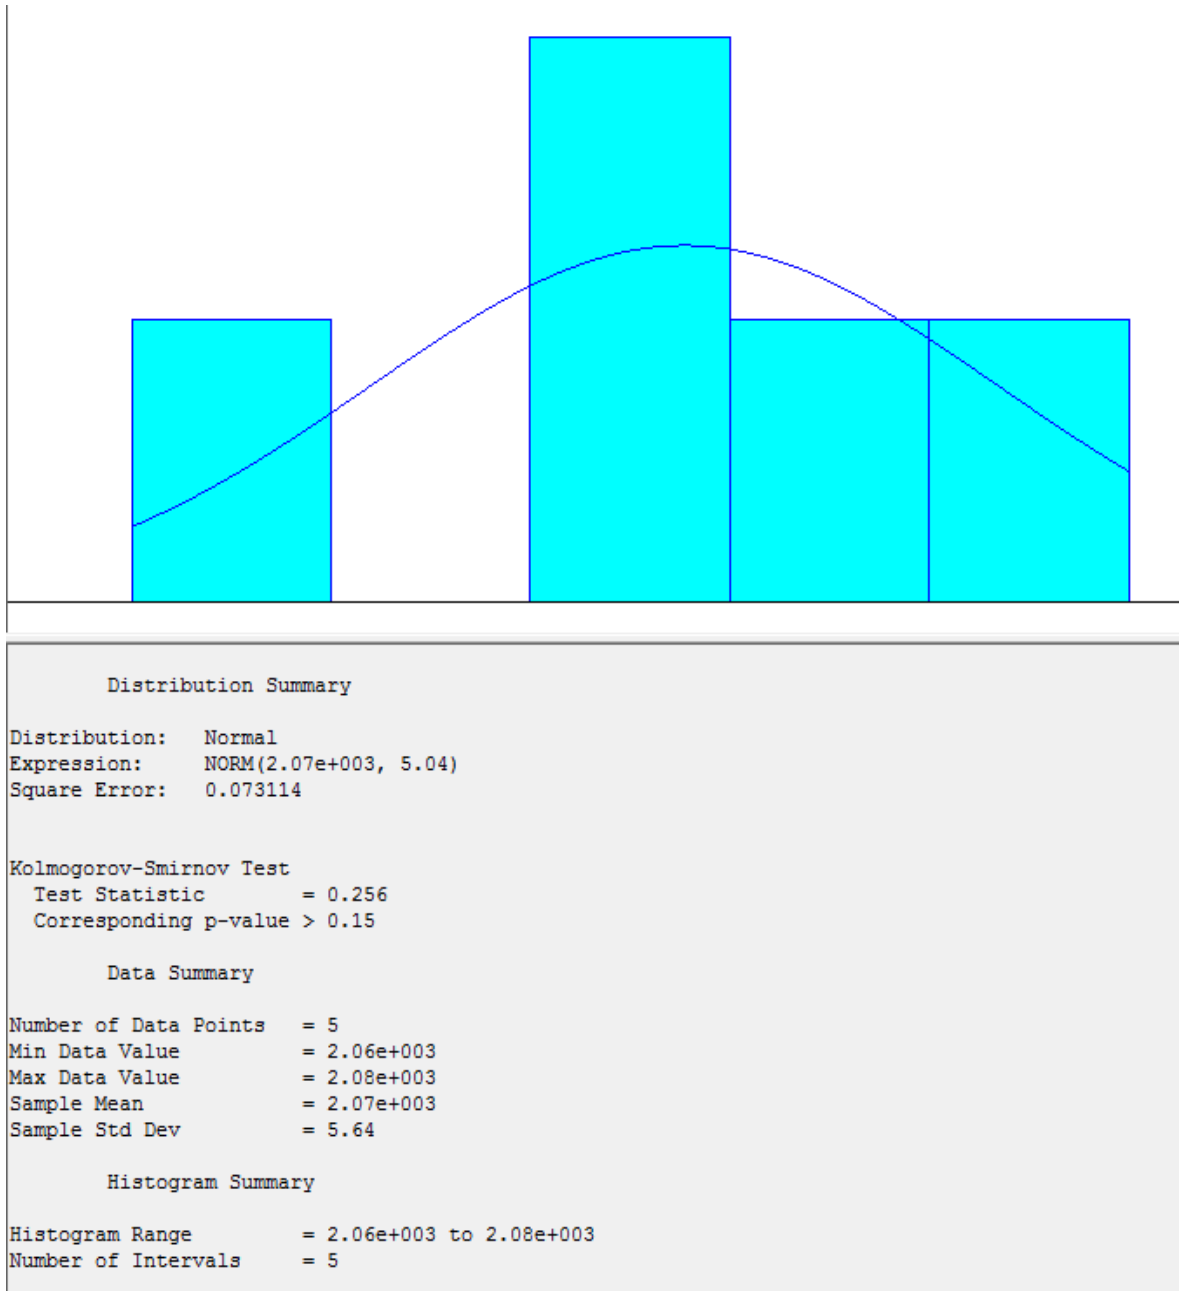 Distribution Summary
Distribution: Normal
Expression: NORM(2.07e+003, 5.04)
Square Error: 0.073114
Kolmogorov-Smirnov Test
Test Statistic = 0.256
Corresponding p-value > 0.15
Data Summary
Number of Data Points = 5
Min Data Value = 2.06e+003
Max Data Value = 2.08e+003
Sample Mean = 2.07e+003
Sample Std Dev = 5.64
Histogram Summary
Histogram Range = 2.06e+003 to 2.08e+003
Number of Intervals = 5